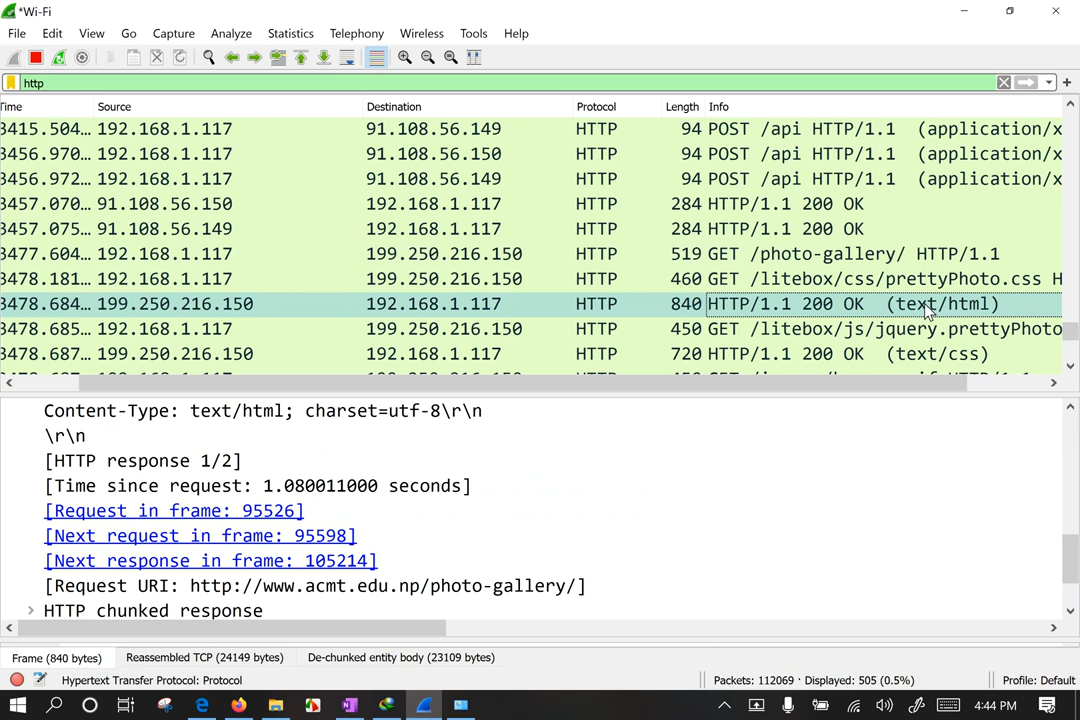 *Wi-Fi
File Edit View Go Capture Analyze Statistics Telephony Wireless Tools Help
http
Time Source Destination Protocol Length Info
3415.504… 192.168.1.117 91.108.56.149 HTTP 94 POST /api HTTP/1.1 (application/x
3456.970… 192.168.1.117 91.108.56.150 HTTP 94 POST /api HTTP/1.1 (application/x
3456.972… 192.168.1.117 91.108.56.149 HTTP 94 POST /api HTTP/1.1 (application/x
3457.070… 91.108.56.150 192.168.1.117 HTTP 284 HTTP/1.1 200 OK
3457.075… 91.108.56.149 192.168.1.117 HTTP 284 HTTP/1.1 200 OK
3477.604… 192.168.1.117 199.250.216.150 HTTP 519 GET /photo-gallery/ HTTP/1.1
3478.181… 192.168.1.117 199.250.216.150 HTTP 460 GET /litebox/css/prettyPhoto.css H
3478.684… 199.250.216.150 192.168.1.117 HTTP 840 HTTP/1.1 200 OK (text/html)
3478.685… 192.168.1.117 199.250.216.150 HTTP 450 GET /litebox/js/jquery.prettyPhoto
3478.687… 199.250.216.150 192.168.1.117 HTTP 720 HTTP/1.1 200 OK (text/css)
Content-Type: text/html; charset=utf-8\r\n
\r\n
[HTTP response 1/2]
[Time since request: 1.080011000 seconds]
[Request in frame: 95526]
[Next request in frame: 95598]
[Next response in frame: 105214]
[Request URI: http://www.acmt.edu.np/photo-gallery/]
HTTP chunked response
Frame (840 bytes) Reassembled TCP (24149 bytes) De-chunked entity body (23109 bytes)
Hypertext Transfer Protocol: Protocol Packets: 112069 · Displayed: 505 (0.5%) Profile: Default
4:44 PM